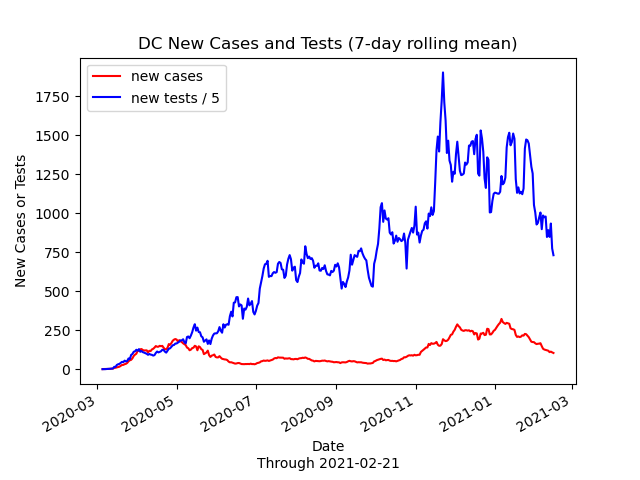 DC New Cases and Tests (7-day rolling mean)
new cases
new tests / 5
New Cases or Tests
1750
1500
1250
1000
750
500
250
0
2020-03
2020-05
2020-07
2020-09
2020-11
2021-01
2021-03
Date
Through 2021-02-21